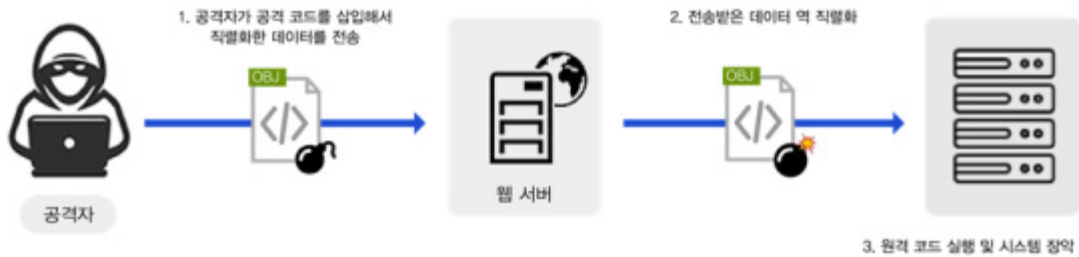 1. 공격자가 공격 코드를 삽입해서
직렬화한 데이터를 전송
2. 전송받은 데이터 역 직렬화
OBJ
OBJ
웹 서버
공격자
3. 원격 코드 실행 및 시스템 장악